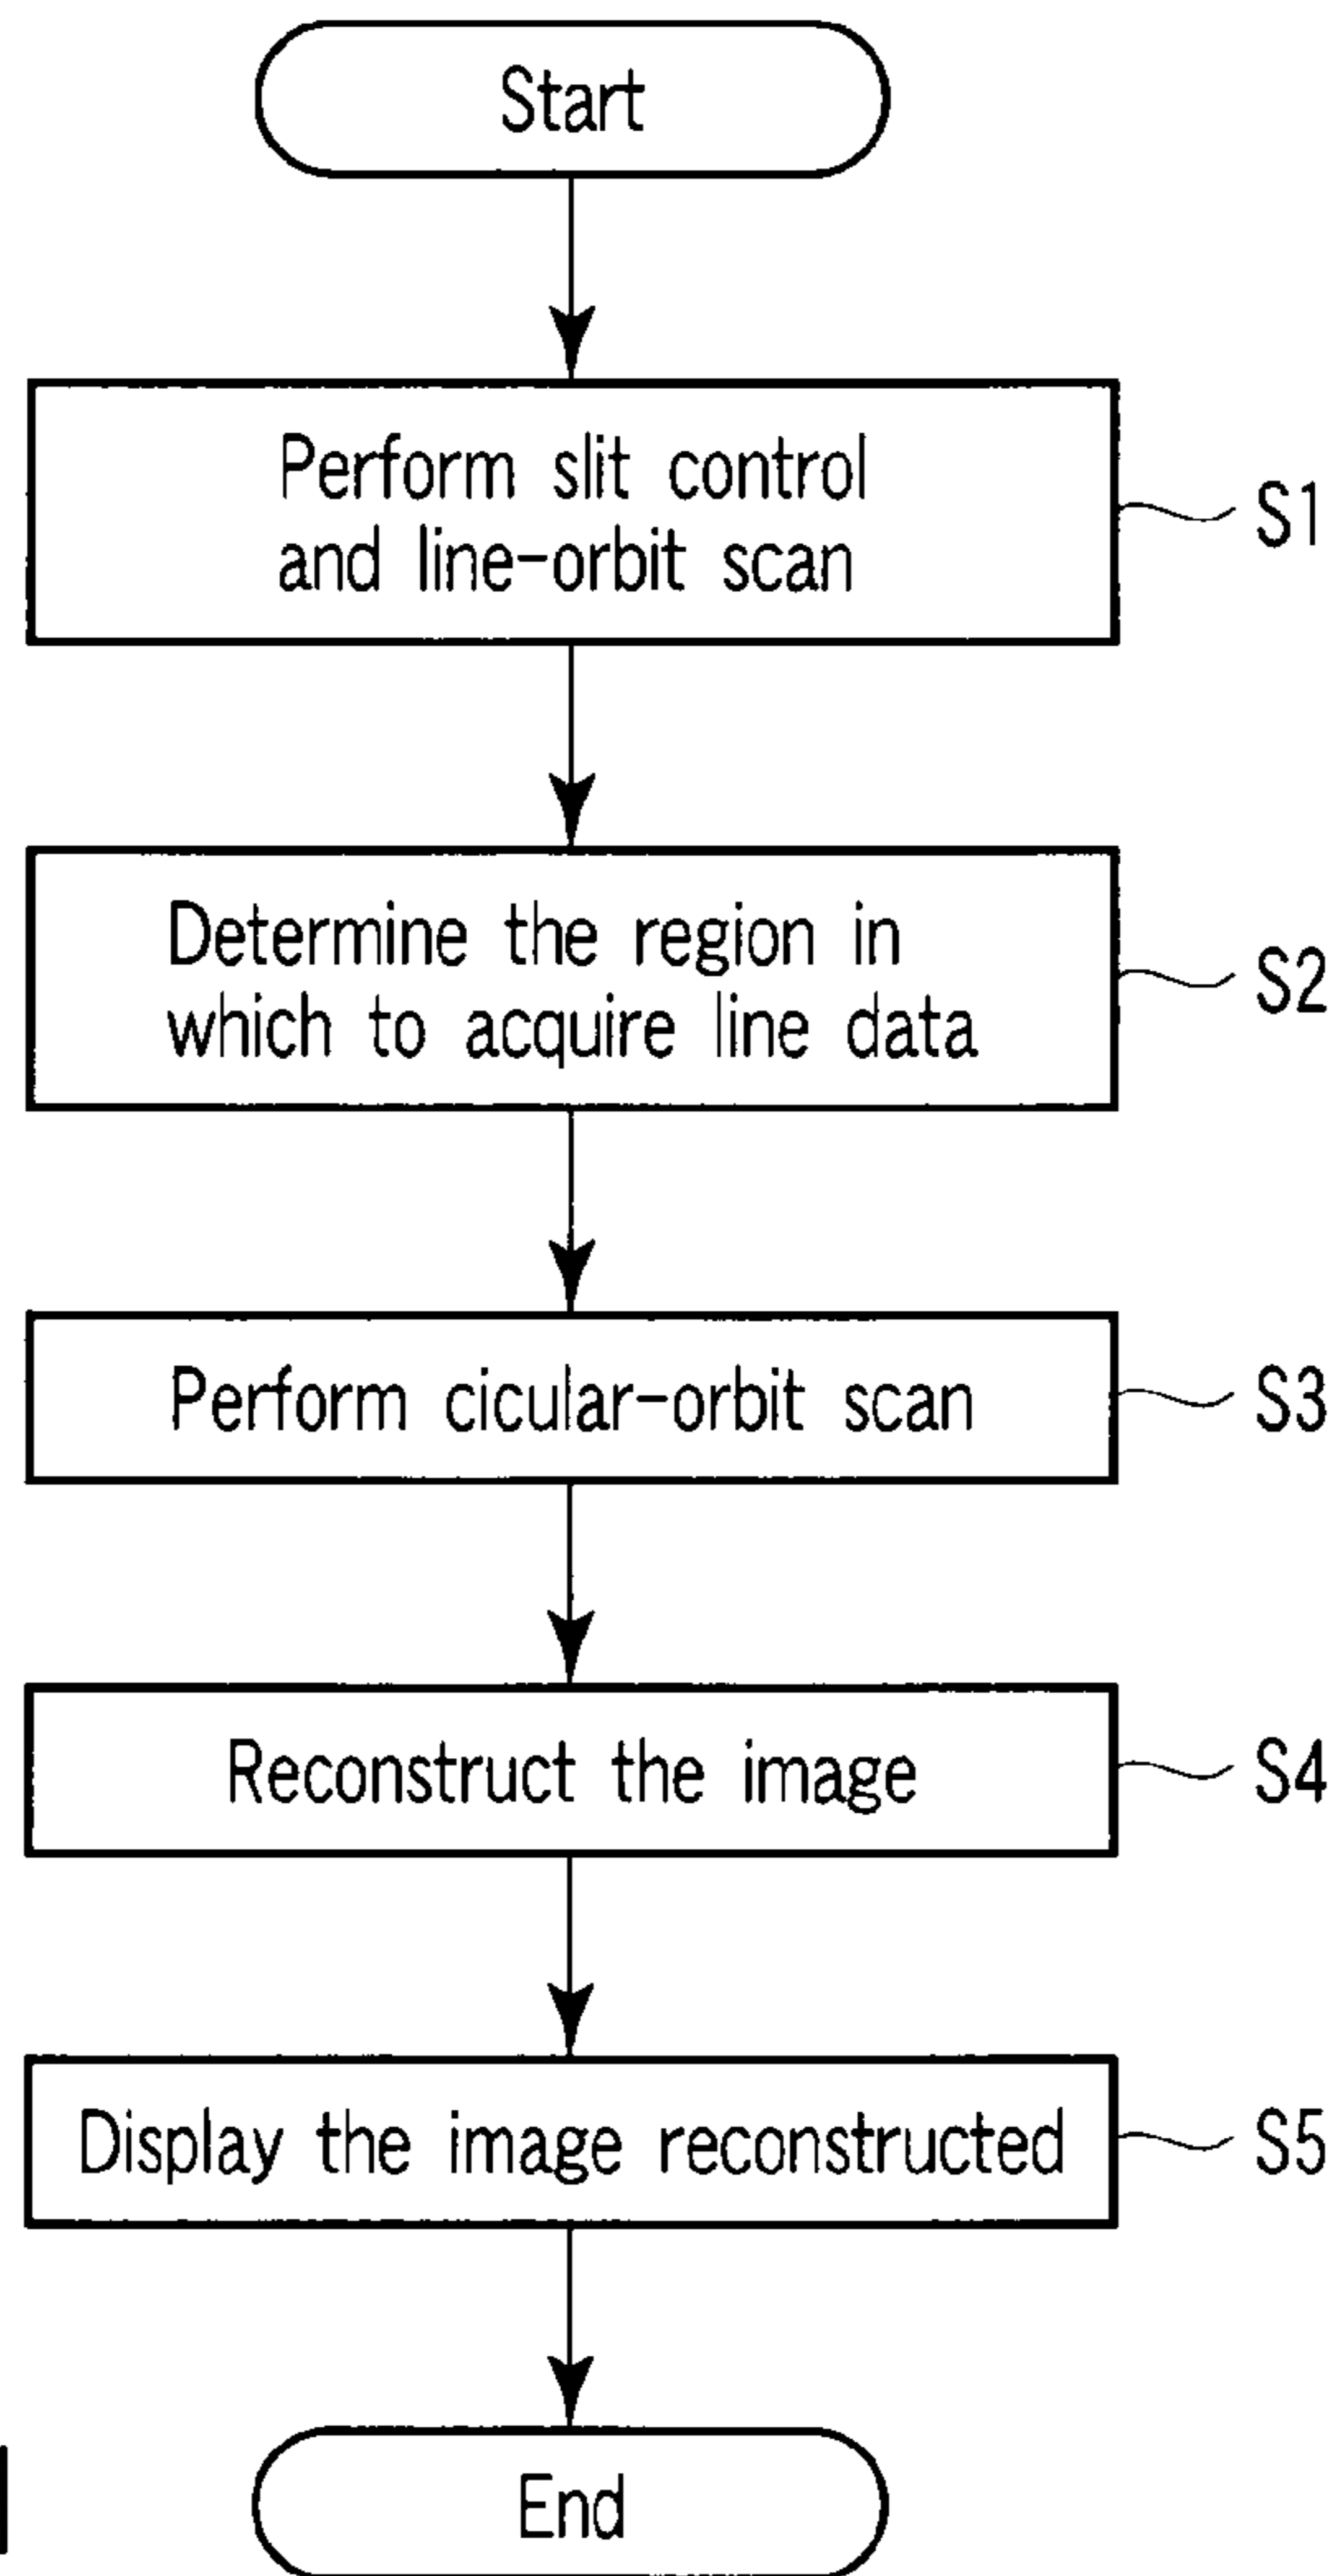 Start
Perform slit control
and line-orbit scan
S1
Determine the region in
which to acquire line data
S2
Perform cicular-orbit scan
S3
Reconstruct the image
S4
Display the image reconstructed
S5
End